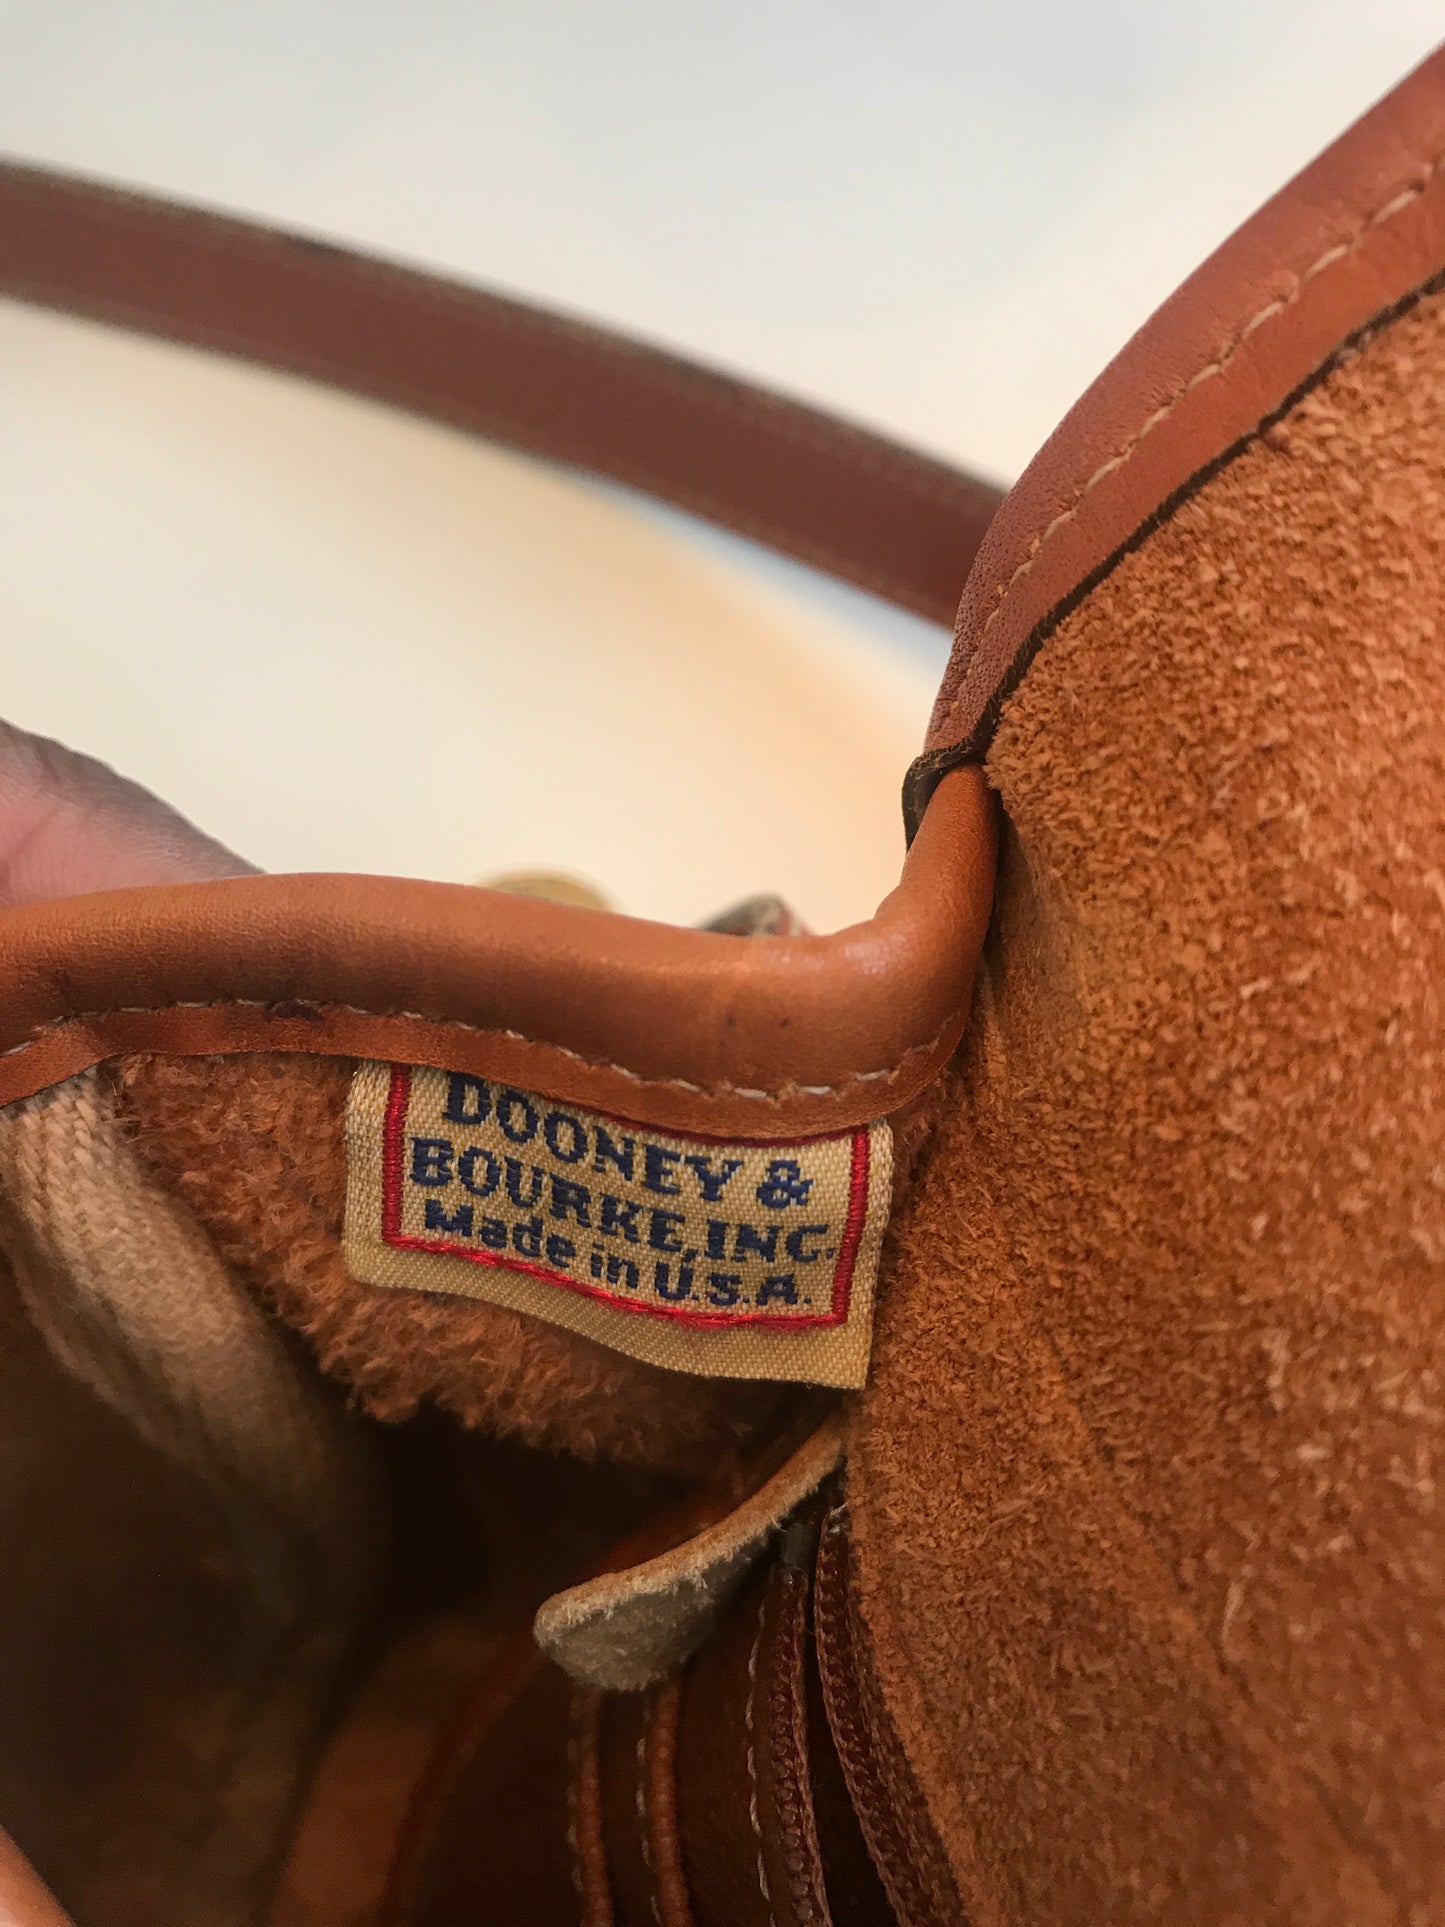 DOONEY &
BOURKE, INC.
Made in U.S.A.